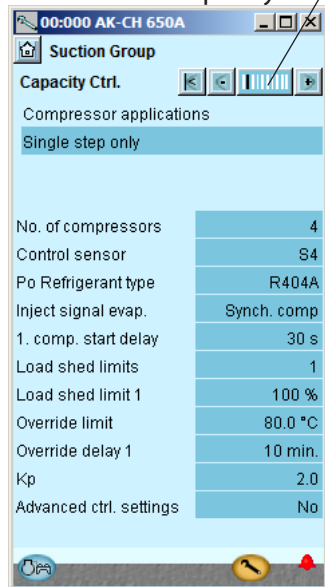 00:000 AK-CH 650A
Suction Group
Capacity Ctrl.
Compressor applications
Single step only
No. of compressors 4
Control sensor S4
Po Refrigerant type R404A
Inject signal evap. Synch. comp
1. comp. start delay 30 s
Load shed limits 1
Load shed limit 1 100 %
Override limit 80.0 °C
Override delay 1 10 min.
Kp 2.0
Advanced ctrl. settings No